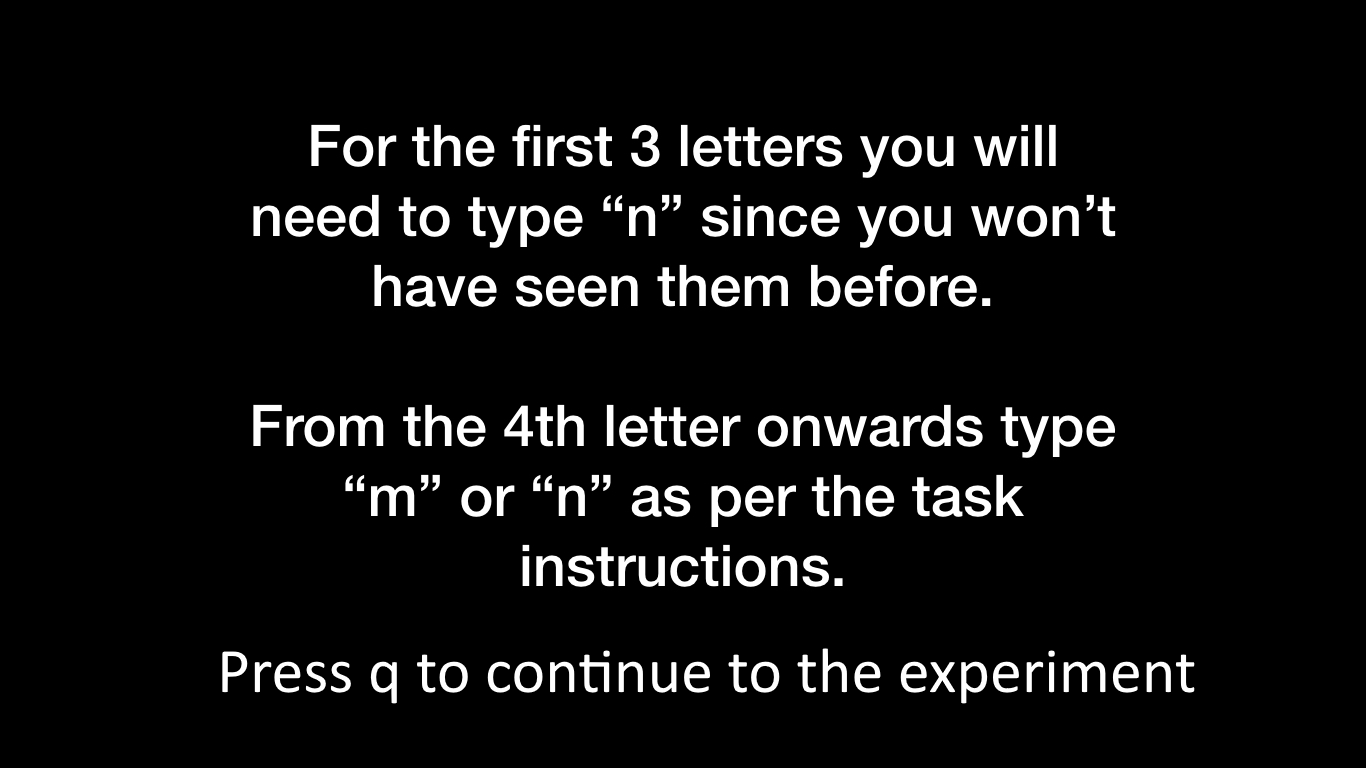 For the first 3 letters you will
need to type “n” since you won’t
have seen them before.
From the 4th letter onwards type
“m” or “n” as per the task
instructions.
Press q to continue to the experiment